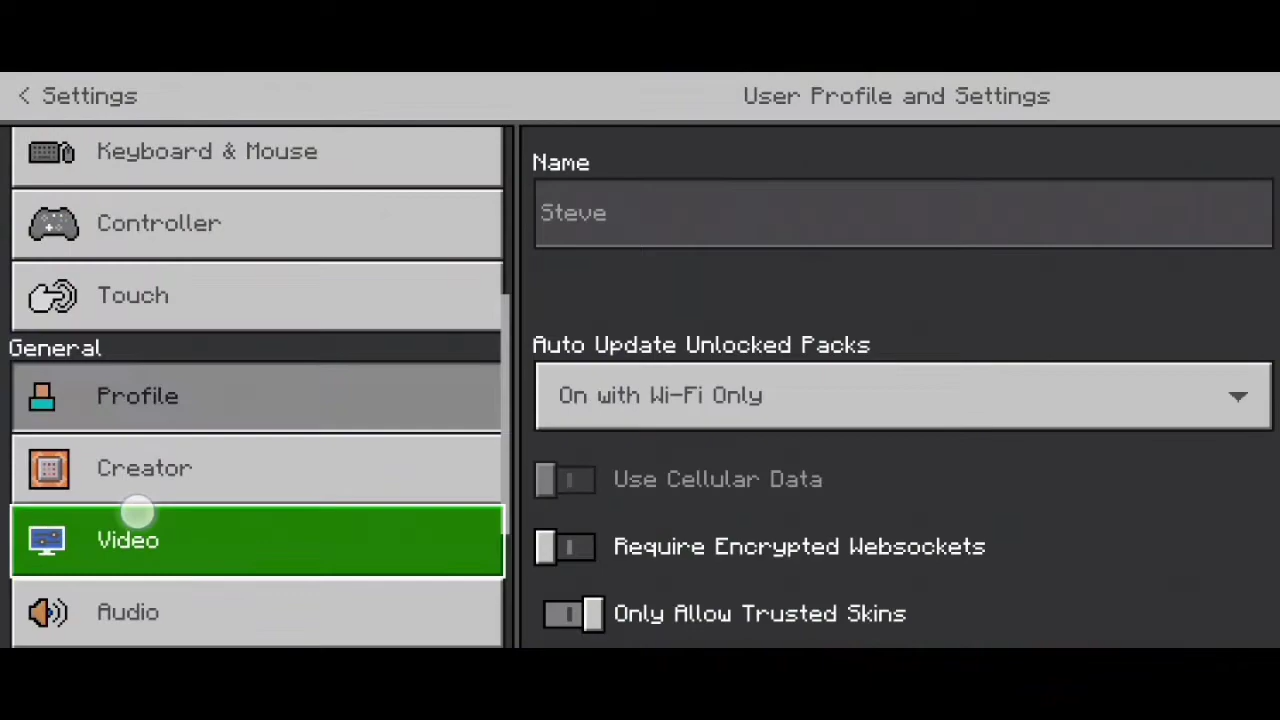 Settings
User Profile and Settings
Keyboard & Mouse
Controller
Touch
General
Profile
Creator
Video
Audio
Name
Steve
Auto Update Unlocked Packs
On with Wi-Fi Only
Use Cellular Data
Require Encrypted Websockets
Only Allow Trusted Skins